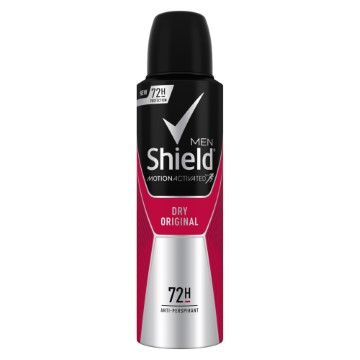 NEW 72H
PROTECTION
MEN
Shield
MOTIONACTIVATED
DRY
ORIGINAL
72H
ANTI-PERSPIRANT